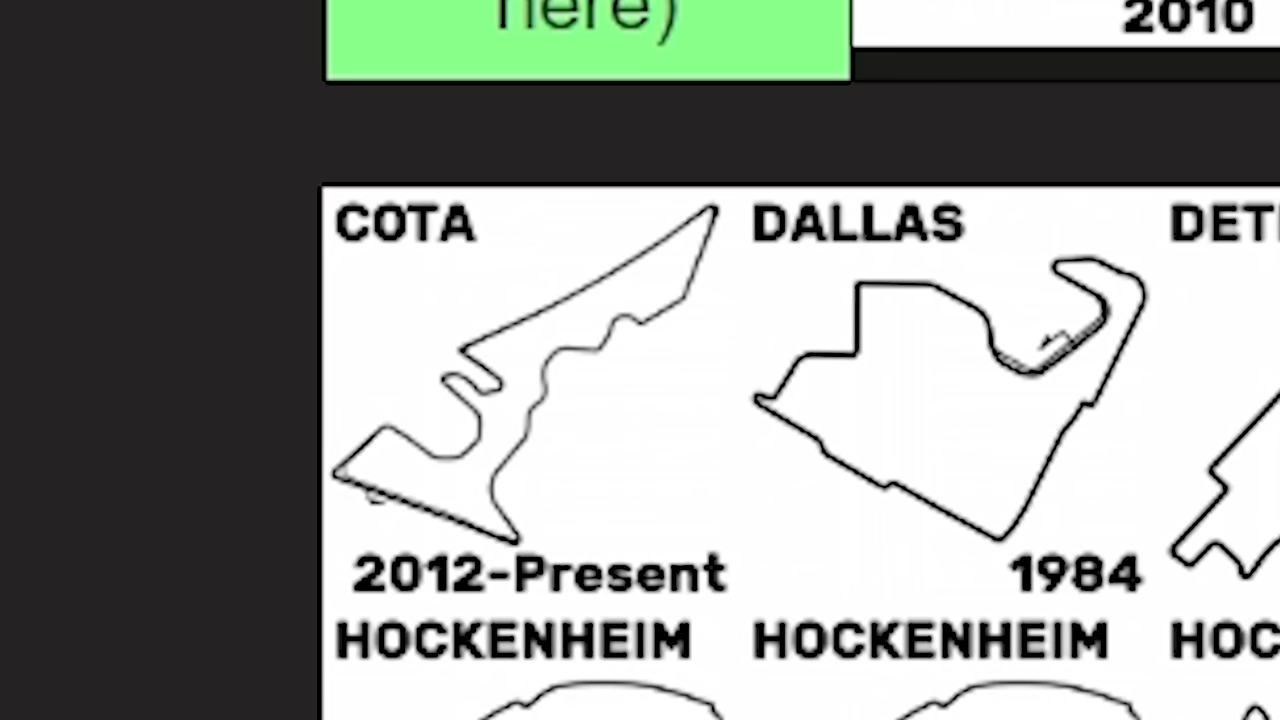 here)
2010
COTA
DALLAS
2012-Present
1984
HOCKENHEIM
HOCKENHEIM